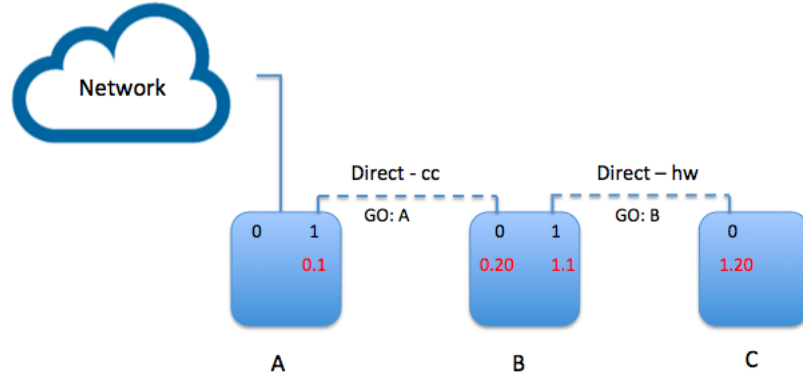 Network
Direct - cc Direct – hw
GO: A GO: B
0 1 0 1 0
0.1 0.20 1.1 1.20
A B C